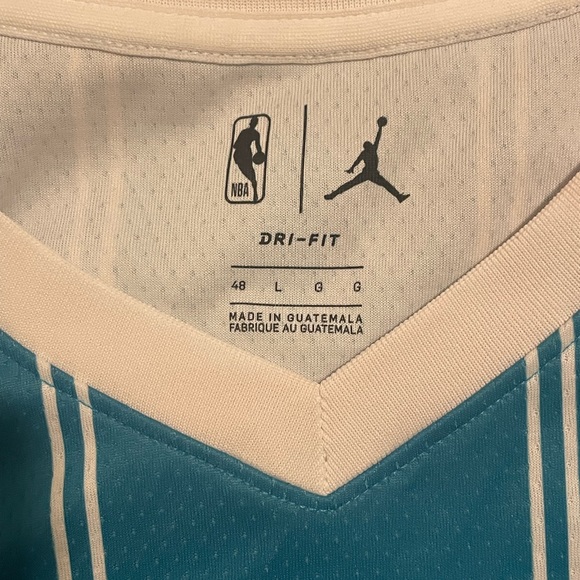 NBA
DRI-FIT
48 L G G
MADE IN GUATEMALA
FABRIQUE AU GUATEMALA